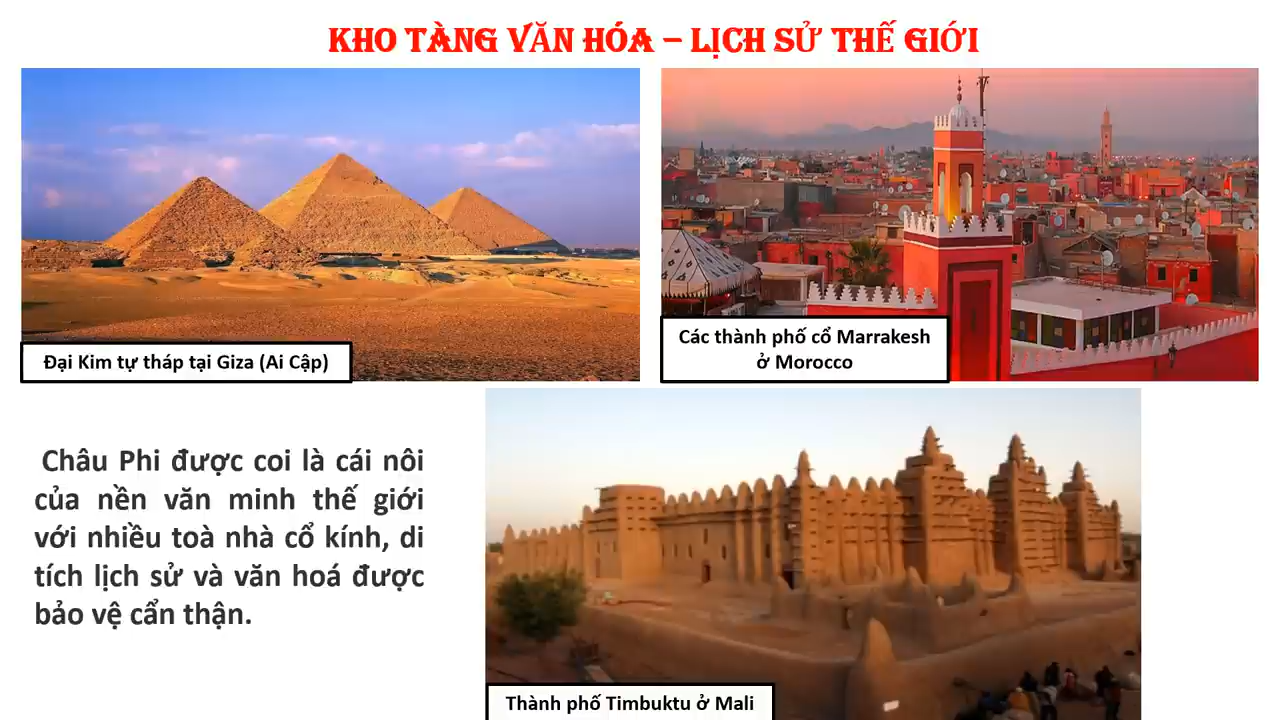 KHO TÀNG VĂN HÓA – LỊCH SỬ THẾ GIỚI
Đại Kim tự tháp tại Giza (Ai Cập)
Các thành phố cổ Marrakesh
ở Morocco
Châu Phi được coi là cái nôi
của nền văn minh thế giới
với nhiều toà nhà cổ kính, di
tích lịch sử và văn hoá được
bảo vệ cẩn thận.
Thành phố Timbuktu ở Mali